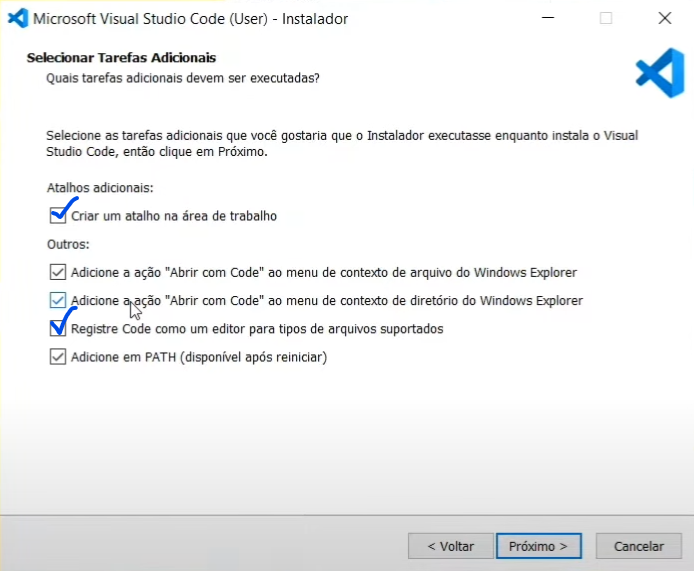 Microsoft Visual Studio Code (User) - Instalador
Selecionar Tarefas Adicionais
Quais tarefas adicionais devem ser executadas?
Selecione as tarefas adicionais que você gostaria que o Instalador executasse enquanto instala o Visual
Studio Code, então clique em Próximo.
Atalhos adicionais:
Criar um atalho na área de trabalho
Outros:
Adicione a ação "Abrir com Code" ao menu de contexto de arquivo do Windows Explorer
Adicione a ação "Abrir com Code" ao menu de contexto de diretório do Windows Explorer
Registre Code como um editor para tipos de arquivos suportados
Adicione em PATH (disponível após reiniciar)
< Voltar
Próximo >
Cancelar